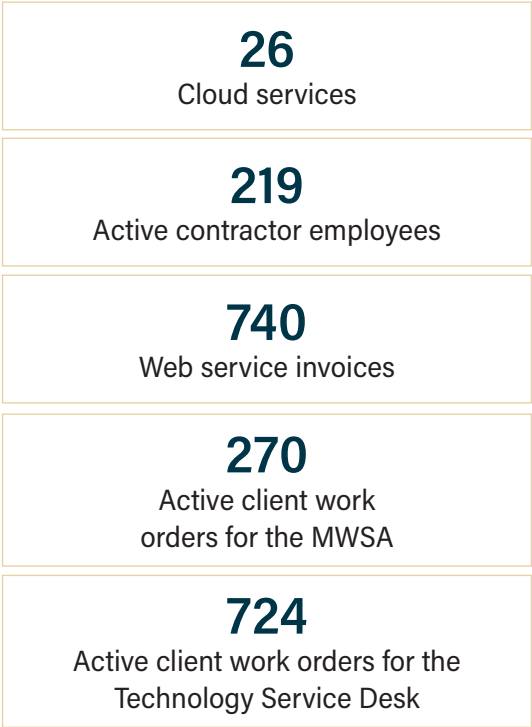 26
Cloud services
219
Active contractor employees
740
Web service invoices
270
Active client work
orders for the MWSA
724
Active client work orders for the
Technology Service Desk